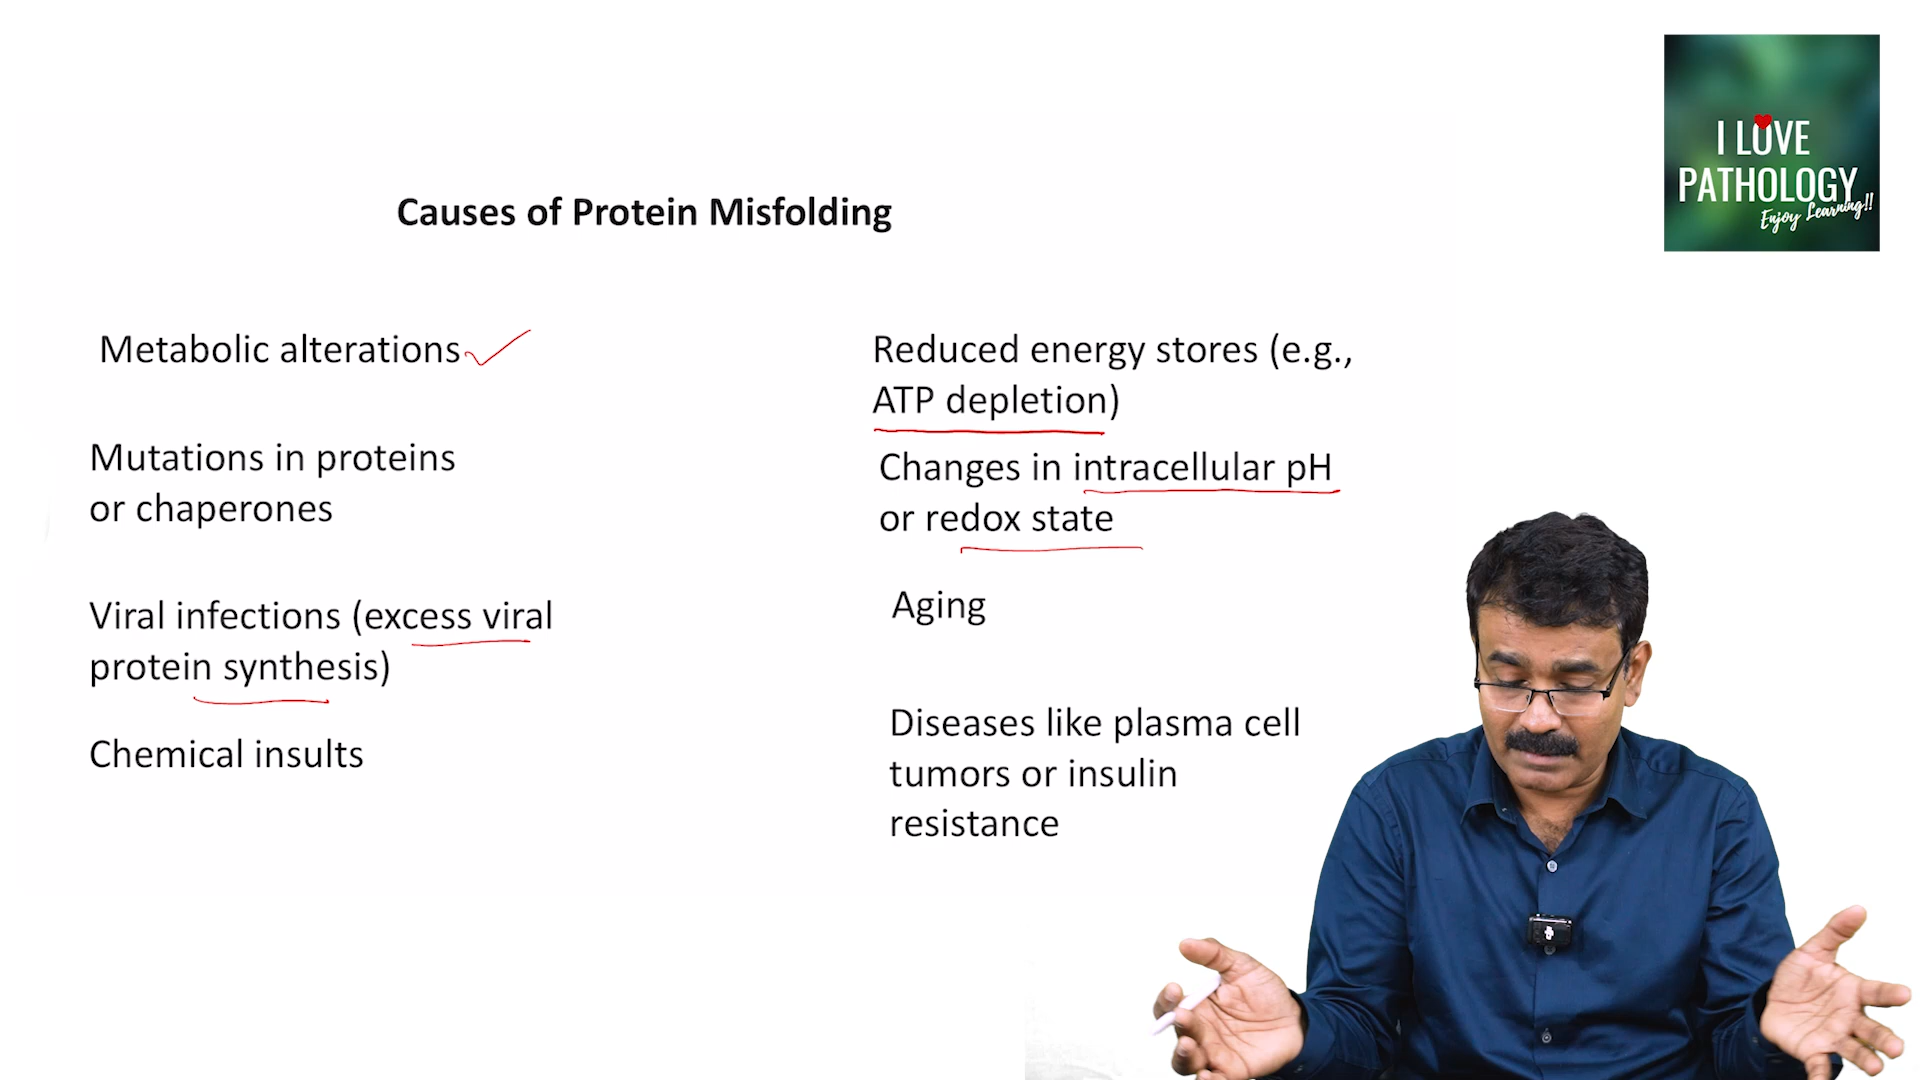 I LOVE
PATHOLOGY
Enjoy Learning!!
Causes of Protein Misfolding
Metabolic alterations
Mutations in proteins
or chaperones
Viral infections (excess viral
protein synthesis)
Chemical insults
Reduced energy stores (e.g.,
ATP depletion)
Changes in intracellular pH
or redox state
Aging
Diseases like plasma cell
tumors or insulin
resistance